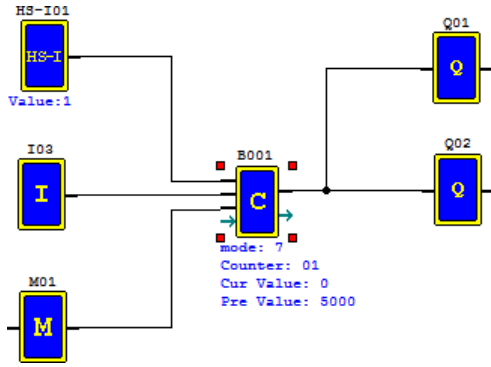 HS-I01
HS-I
Value:1
I03
I
M01
M
B001
C
mode: 7
Counter: 01
Cur Value: 0
Pre Value: 5000
Q01
Q
Q02
Q